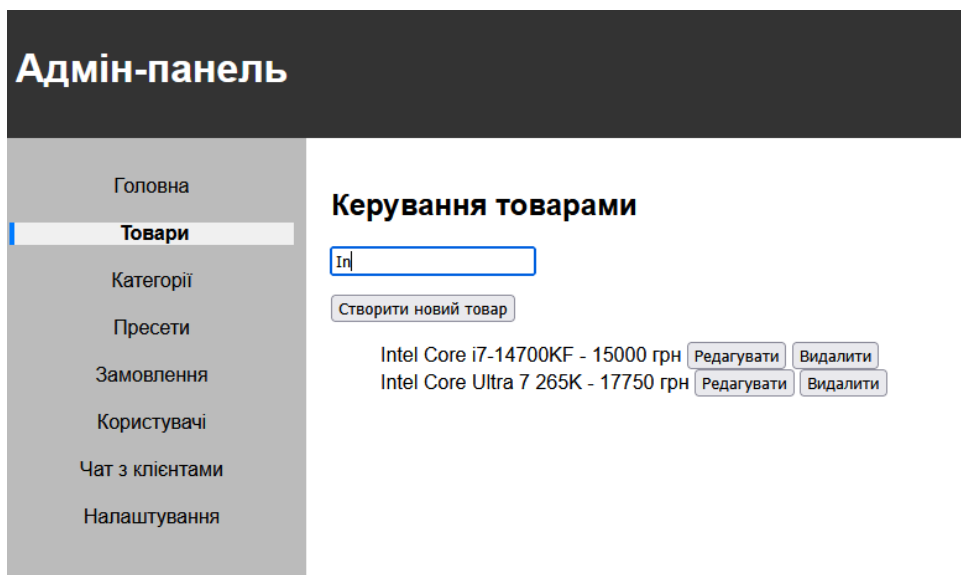 Адмін-панель
Головна
Товари
Категорії
Пресети
Замовлення
Користувачі
Чат з клієнтами
Налаштування
Керування товарами
In
Створити новий товар
Intel Core i7-14700KF - 15000 грн Редагувати Видалити
Intel Core Ultra 7 265K - 17750 грн Редагувати Видалити